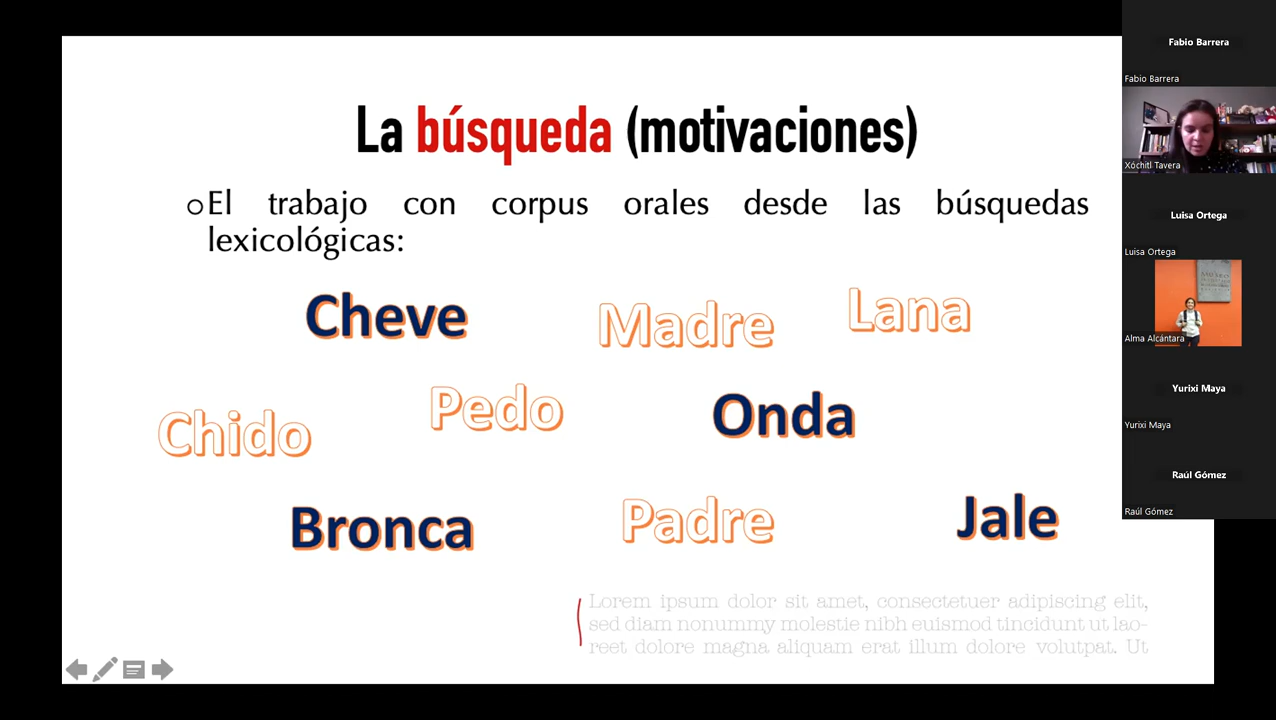 La búsqueda (motivaciones)
oEl trabajo con corpus orales desde las búsquedas
lexicológicas:
Cheve
Madre
Lana
Chido
Pedo
Onda
Bronca
Padre
Jale
Lorem ipsum dolor sit amet, consectetuer adipiscing elit,
sed diam nonummy molestie nibh euismod tincidunt ut lao-
reet dolore magna aliquam erat illum dolore volutpat. Ut
Fabio Barrera
Fabio Barrera
Xóchitl Tavera
Luisa Ortega
Luisa Ortega
Alma Alcántara
Yurixi Maya
Yurixi Maya
Raúl Gómez
Raúl Gómez